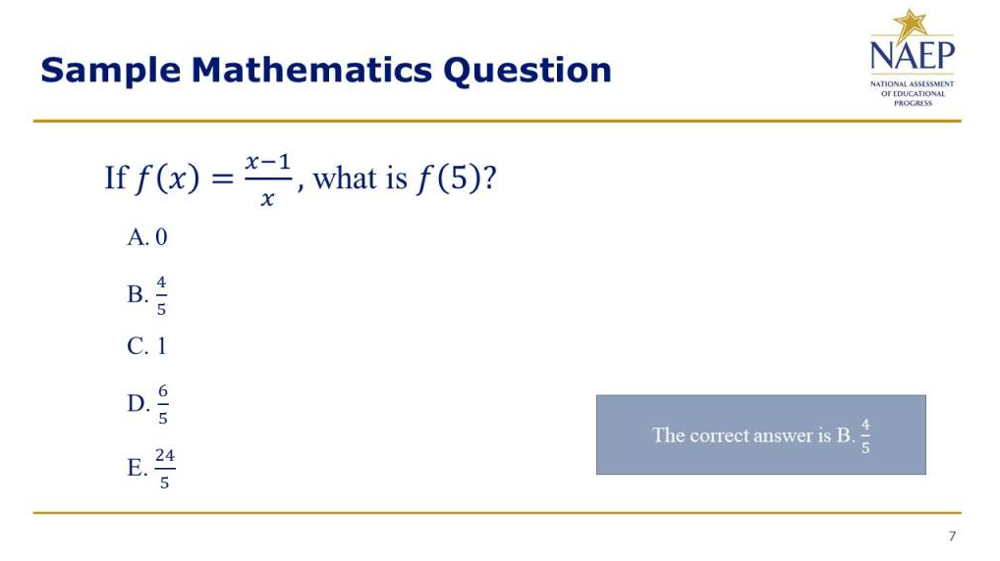 Sample Mathematics Question
NAEP
NATIONAL ASSESSMENT
OF EDUCATIONAL
PROGRESS
If f(x) = \frac{x-1}{x}, what is f(5)?
A. 0
B. \frac{4}{5}
C. 1
D. \frac{6}{5}
E. \frac{24}{5}
The correct answer is B. \frac{4}{5}
7